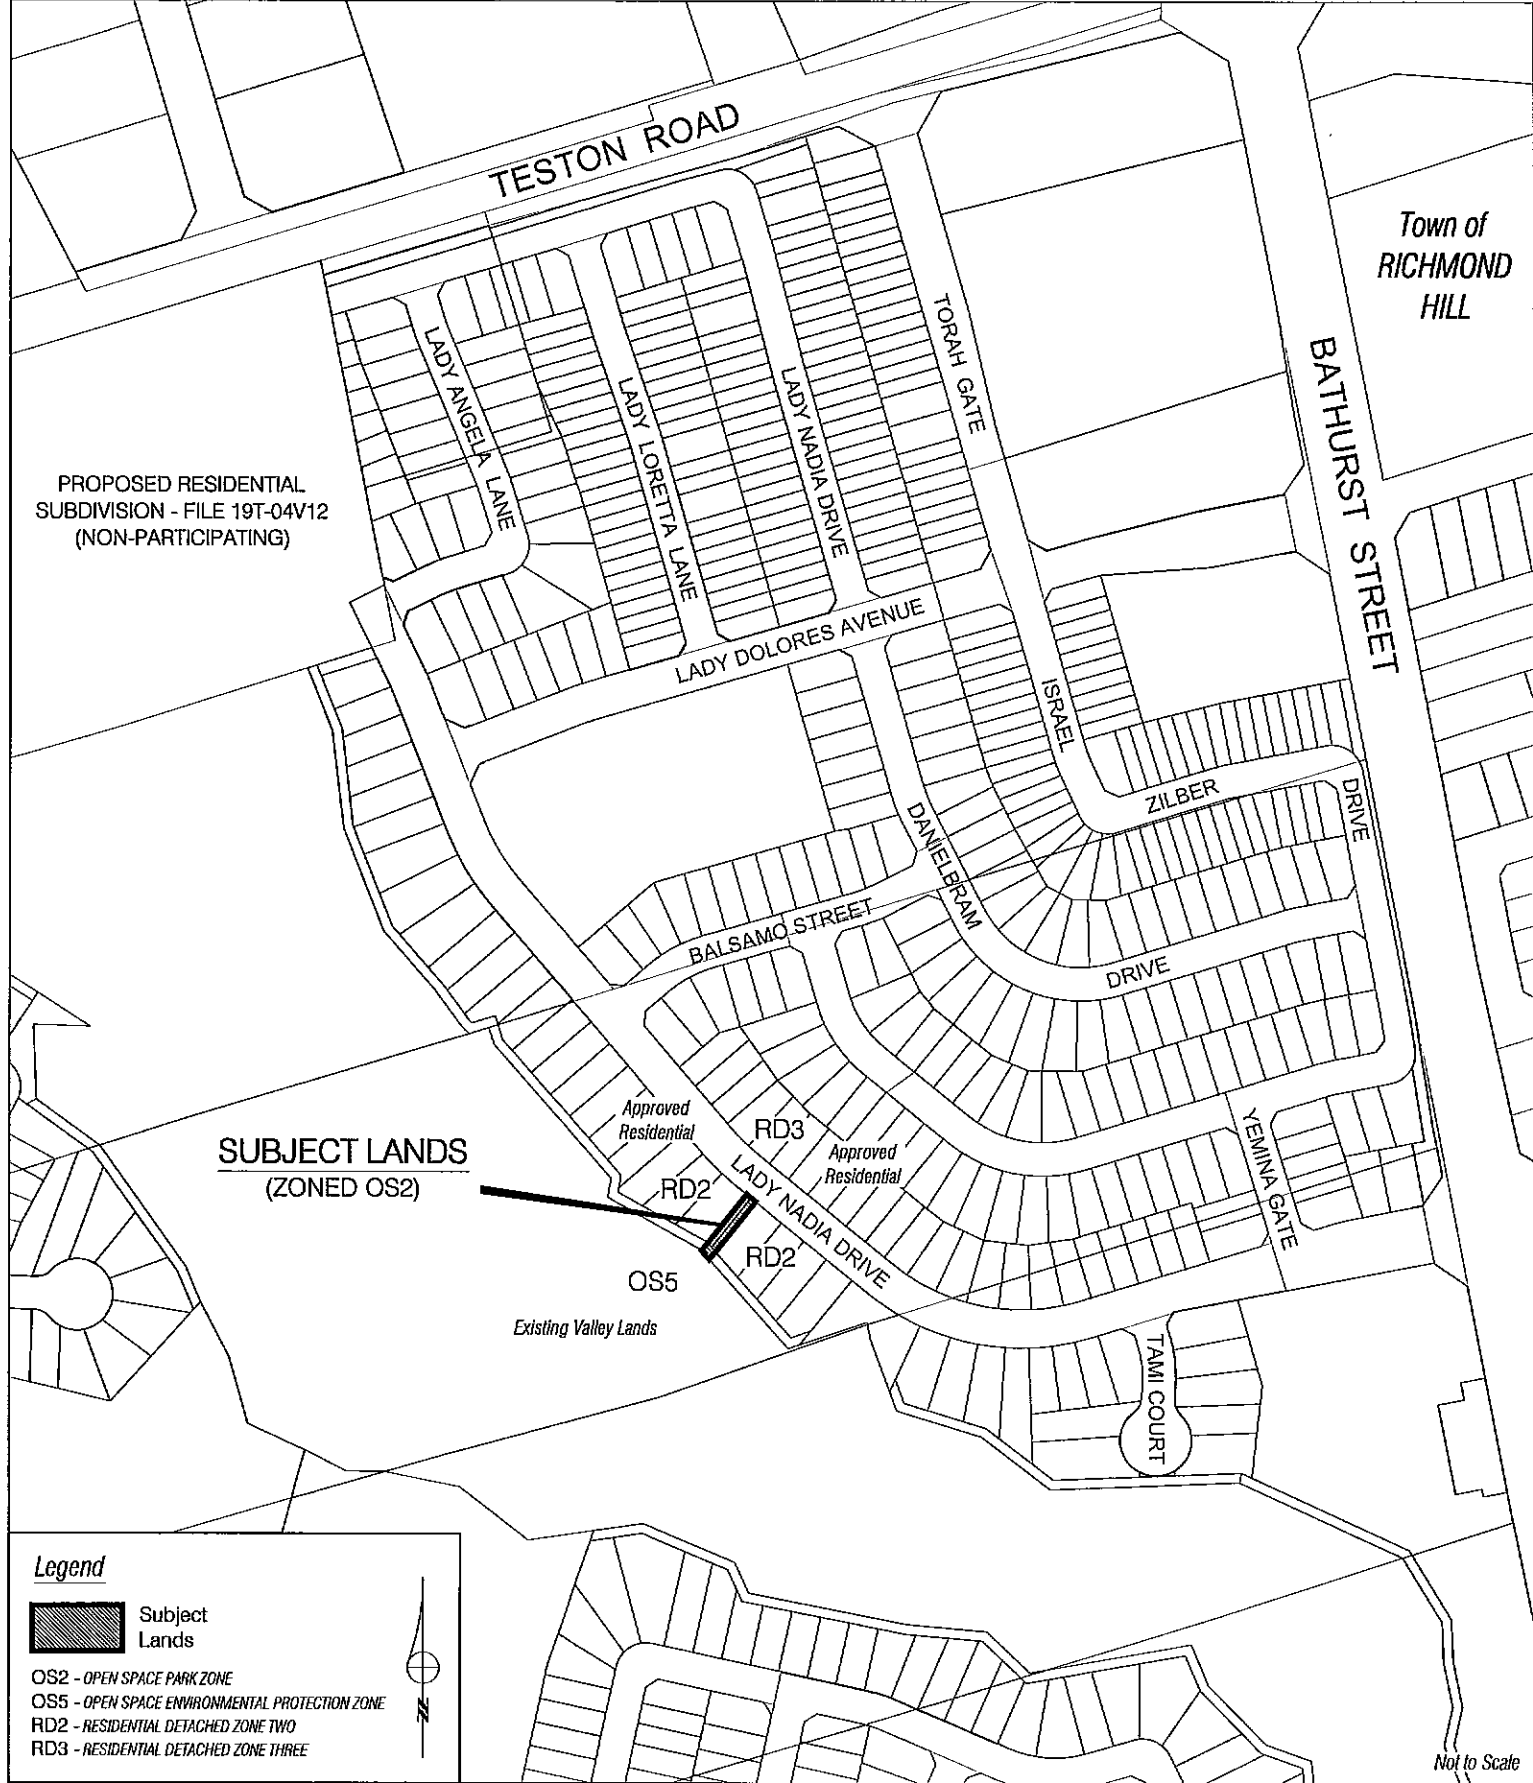 TESTON ROAD
Town of
RICHMOND
HILL
BATHURST STREET
TORAH GATE
LADY ANGELA LANE
LADY LORETTA LANE
LADY NADIA DRIVE
PROPOSED RESIDENTIAL
SUBDIVISION - FILE 19T-04V12
(NON-PARTICIPATING)
LADY DOLORES AVENUE
ISRAEL
ZILBER
DRIVE
DANIELBRAM
BALSAMO STREET
DRIVE
Approved
Residential
RD3
Approved
Residential
YEMINA GATE
SUBJECT LANDS
(ZONED OS2)
RD2
LADY NADIA DRIVE
RD2
OS5
Existing Valley Lands
TAMI COURT
Legend
Subject
Lands
OS2 - OPEN SPACE PARK ZONE
OS5 - OPEN SPACE ENVIRONMENTAL PROTECTION ZONE
RD2 - RESIDENTIAL DETACHED ZONE TWO
RD3 - RESIDENTIAL DETACHED ZONE THREE
N
Not to Scale